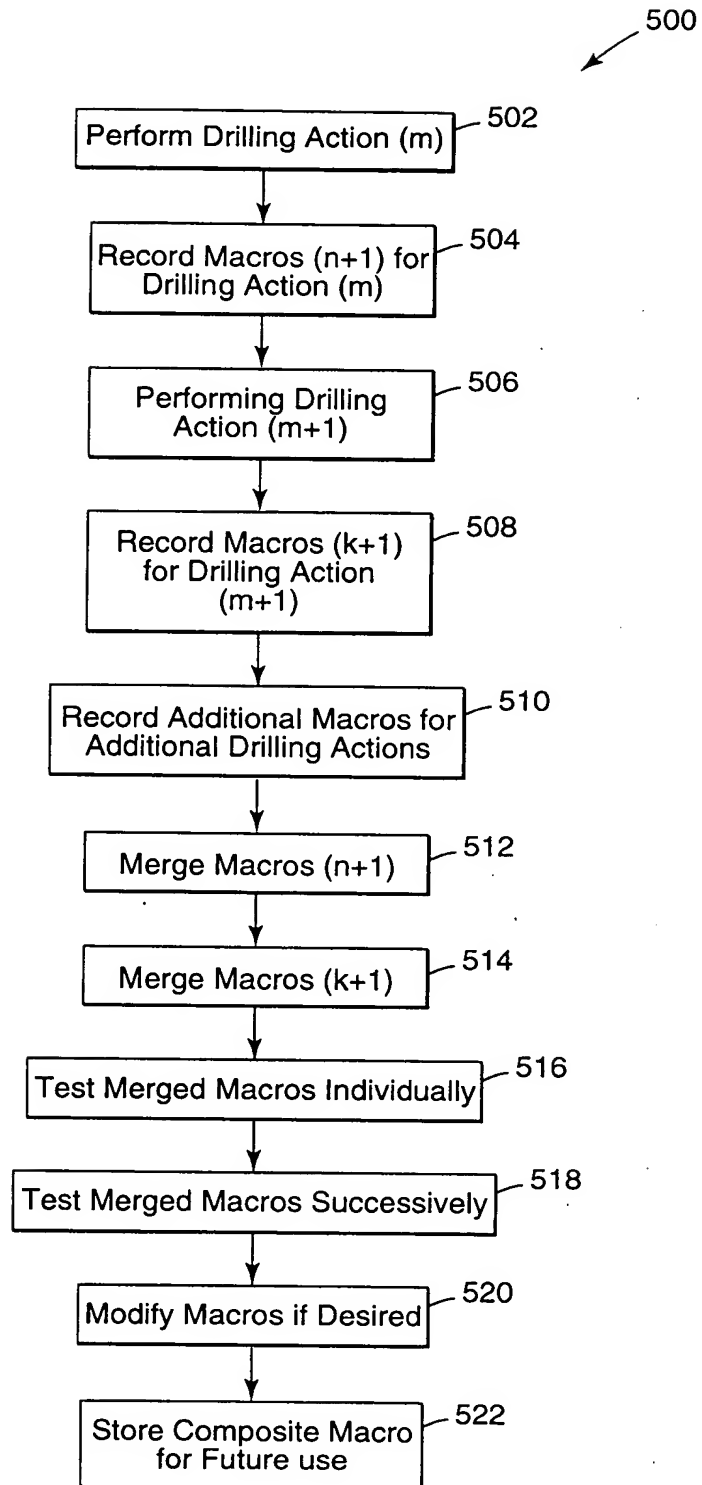 500
502
Perform Drilling Action (m)
504
Record Macros (n+1) for
Drilling Action (m)
506
Performing Drilling
Action (m+1)
508
Record Macros (k+1)
for Drilling Action
(m+1)
510
Record Additional Macros for
Additional Drilling Actions
512
Merge Macros (n+1)
514
Merge Macros (k+1)
516
Test Merged Macros Individually
518
Test Merged Macros Successively
520
Modify Macros if Desired
522
Store Composite Macro
for Future use